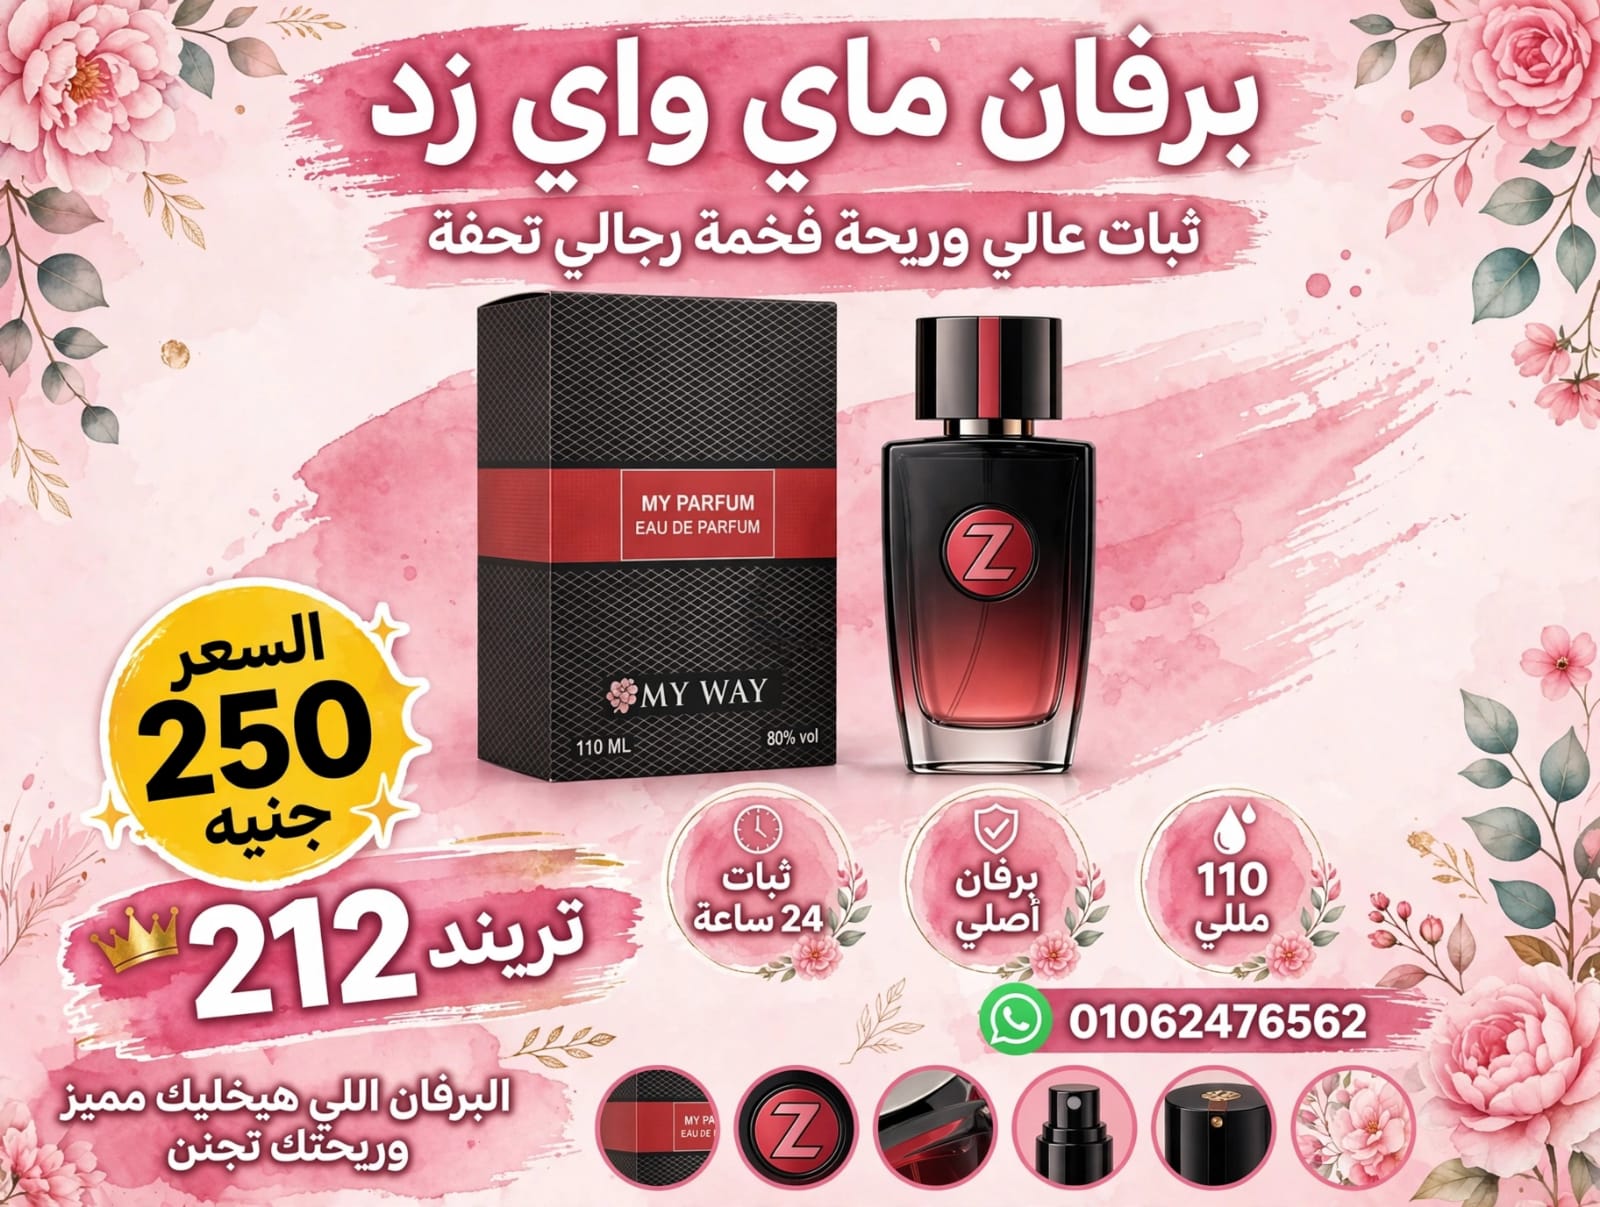 برفان ماي واي زد
ثبات عالي وريحة فخمة رجالي تحفة
MY PARFUM
EAU DE PARFUM
MY WAY
110 ML
80% vol
Z
السعر
250
جنيه
تريند 212
البرفان اللي هيخليك مميز
وريحتك تجنن
110
مللي
برفان
أصلي
ثبات
24 ساعة
01062476562
MY PA
EAU DE
Z